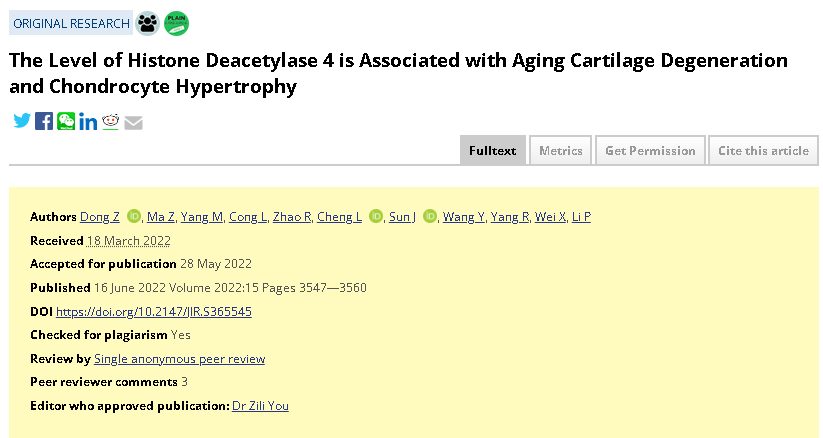 ORIGINAL RESEARCH
PLAIN
The Level of Histone Deacetylase 4 is Associated with Aging Cartilage Degeneration
and Chondrocyte Hypertrophy
Fulltext Metrics Get Permission Cite this article
Authors Dong Z iD, Ma Z, Yang M, Cong L, Zhao R, Cheng L iD, Sun J iD, Wang Y, Yang R, Wei X, Li P
Received 18 March 2022
Accepted for publication 28 May 2022
Published 16 June 2022 Volume 2022:15 Pages 3547—3560
DOI https://doi.org/10.2147/JIR.S365545
Checked for plagiarism Yes
Review by Single anonymous peer review
Peer reviewer comments 3
Editor who approved publication: Dr Zili You